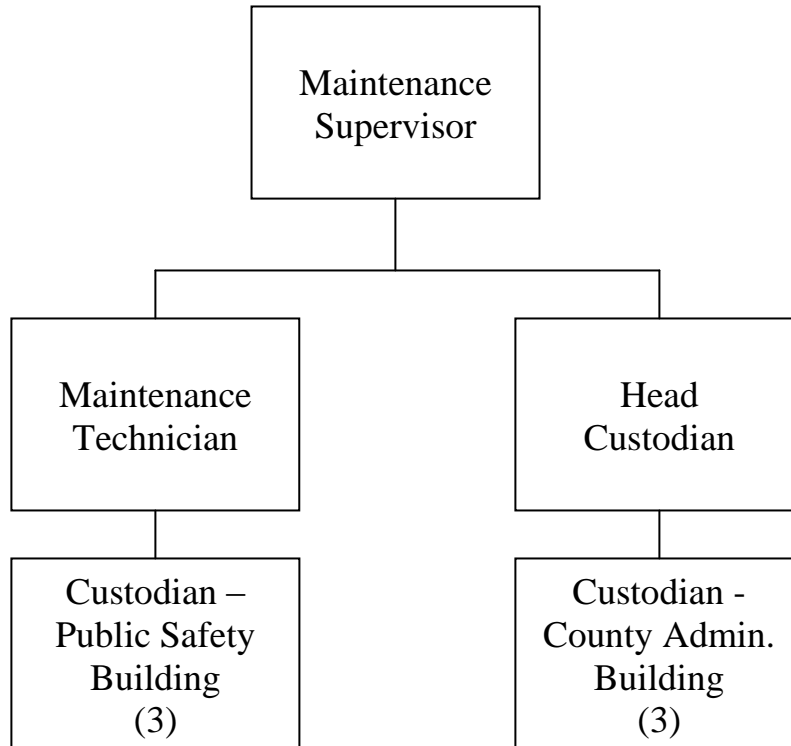 Maintenance
Supervisor
Maintenance
Technician
Head
Custodian
Custodian –
Public Safety
Building
(3)
Custodian -
County Admin.
Building
(3)